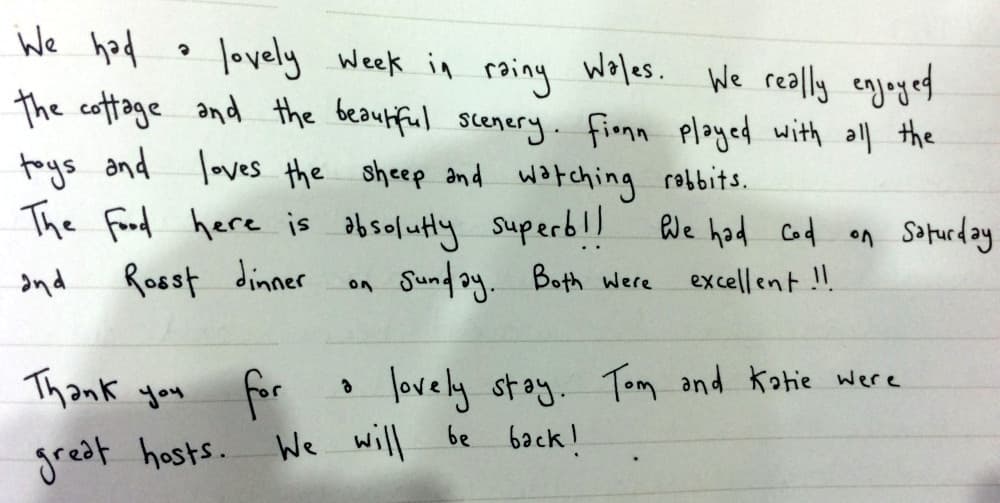 We had a lovely week in rainy Wales. We really enjoyed
the cottage and the beautiful scenery. Fionn played with all the
toys and loves the sheep and watching rabbits.
The Food here is absolutly superb!! We had Cod on Saturday
and Roast dinner on Sunday. Both were excellent!!
Thank you for a lovely stay. Tom and Katie were
great hosts. We will be back!